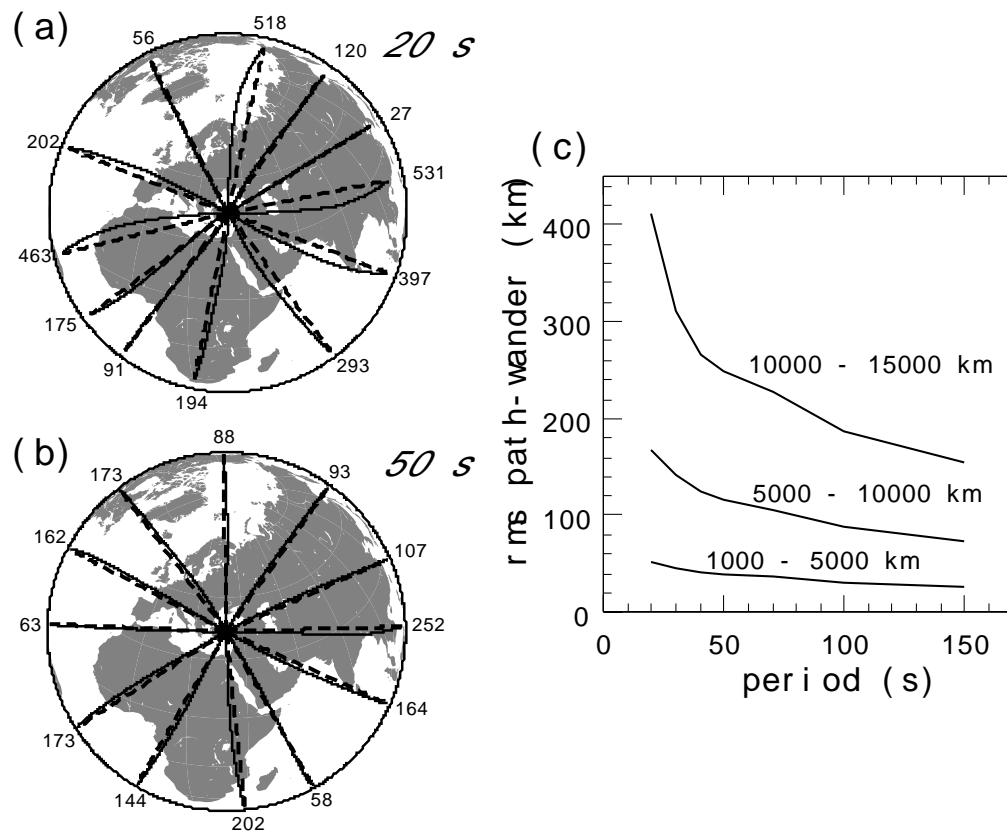 (a)
20 s
518
56
120
27
202
531
463
397
175
91
293
194
(b)
50 s
88
173
93
162
107
63
252
164
173
144
58
202
(c)
rms path-wander (km)
400
300
200
100
0
10000 - 15000 km
5000 - 10000 km
1000 - 5000 km
0 50 100 150
period (s)